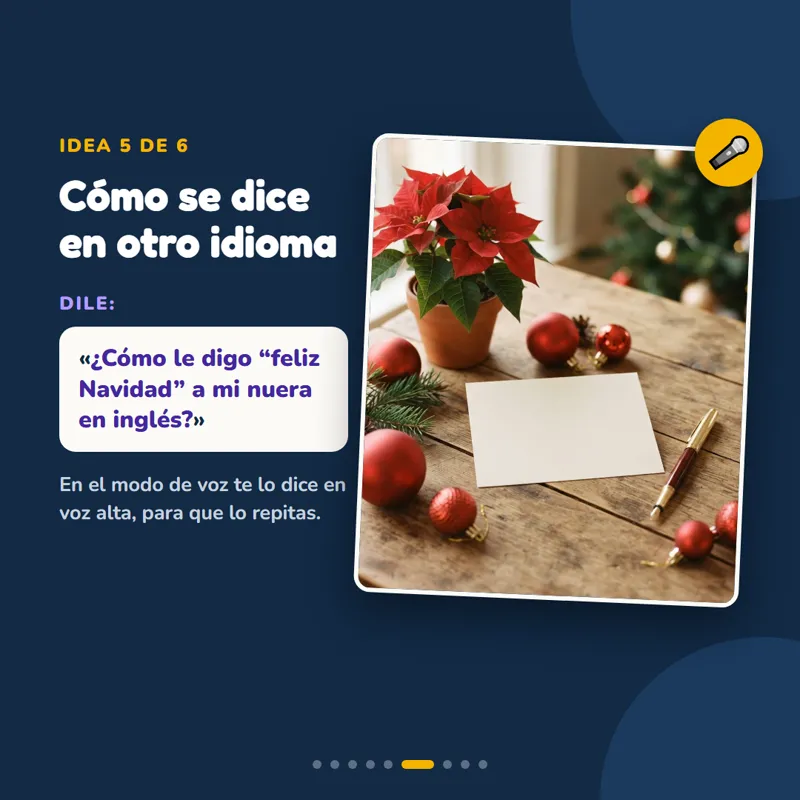 IDEA 5 DE 6
Cómo se dice
en otro idioma
DILE:
«¿Cómo le digo “feliz
Navidad” a mi nuera
en inglés?»
En el modo de voz te lo dice en
voz alta, para que lo repitas.